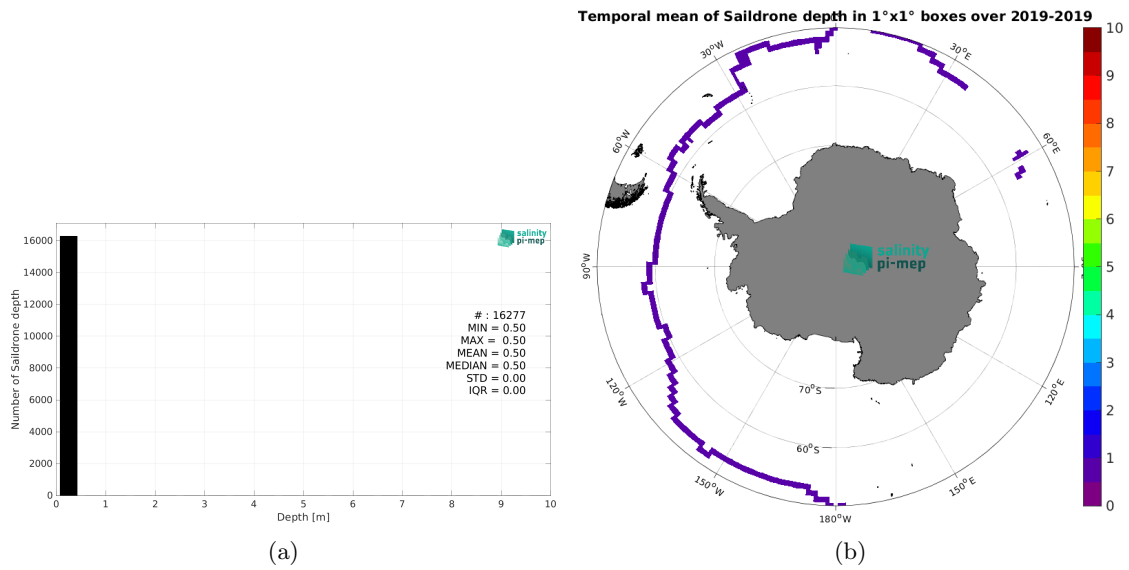 16000
14000
12000
10000
8000
6000
4000
2000
0
Number of Saildrone depth
salinity
pi-mep
# : 16277
MIN = 0.50
MAX = 0.50
MEAN = 0.50
MEDIAN = 0.50
STD = 0.00
IQR = 0.00
0 1 2 3 4 5 6 7 8 9 10
Depth [m]
(a)
Temporal mean of Saildrone depth in 1°x1° boxes over 2019-2019
30°W
30°E
60°W
60°E
90°W
salinity
pi-mep
120°W
120°E
70°S
60°S
150°W
150°E
180°W
10
9
8
7
6
5
4
3
2
1
0
(b)